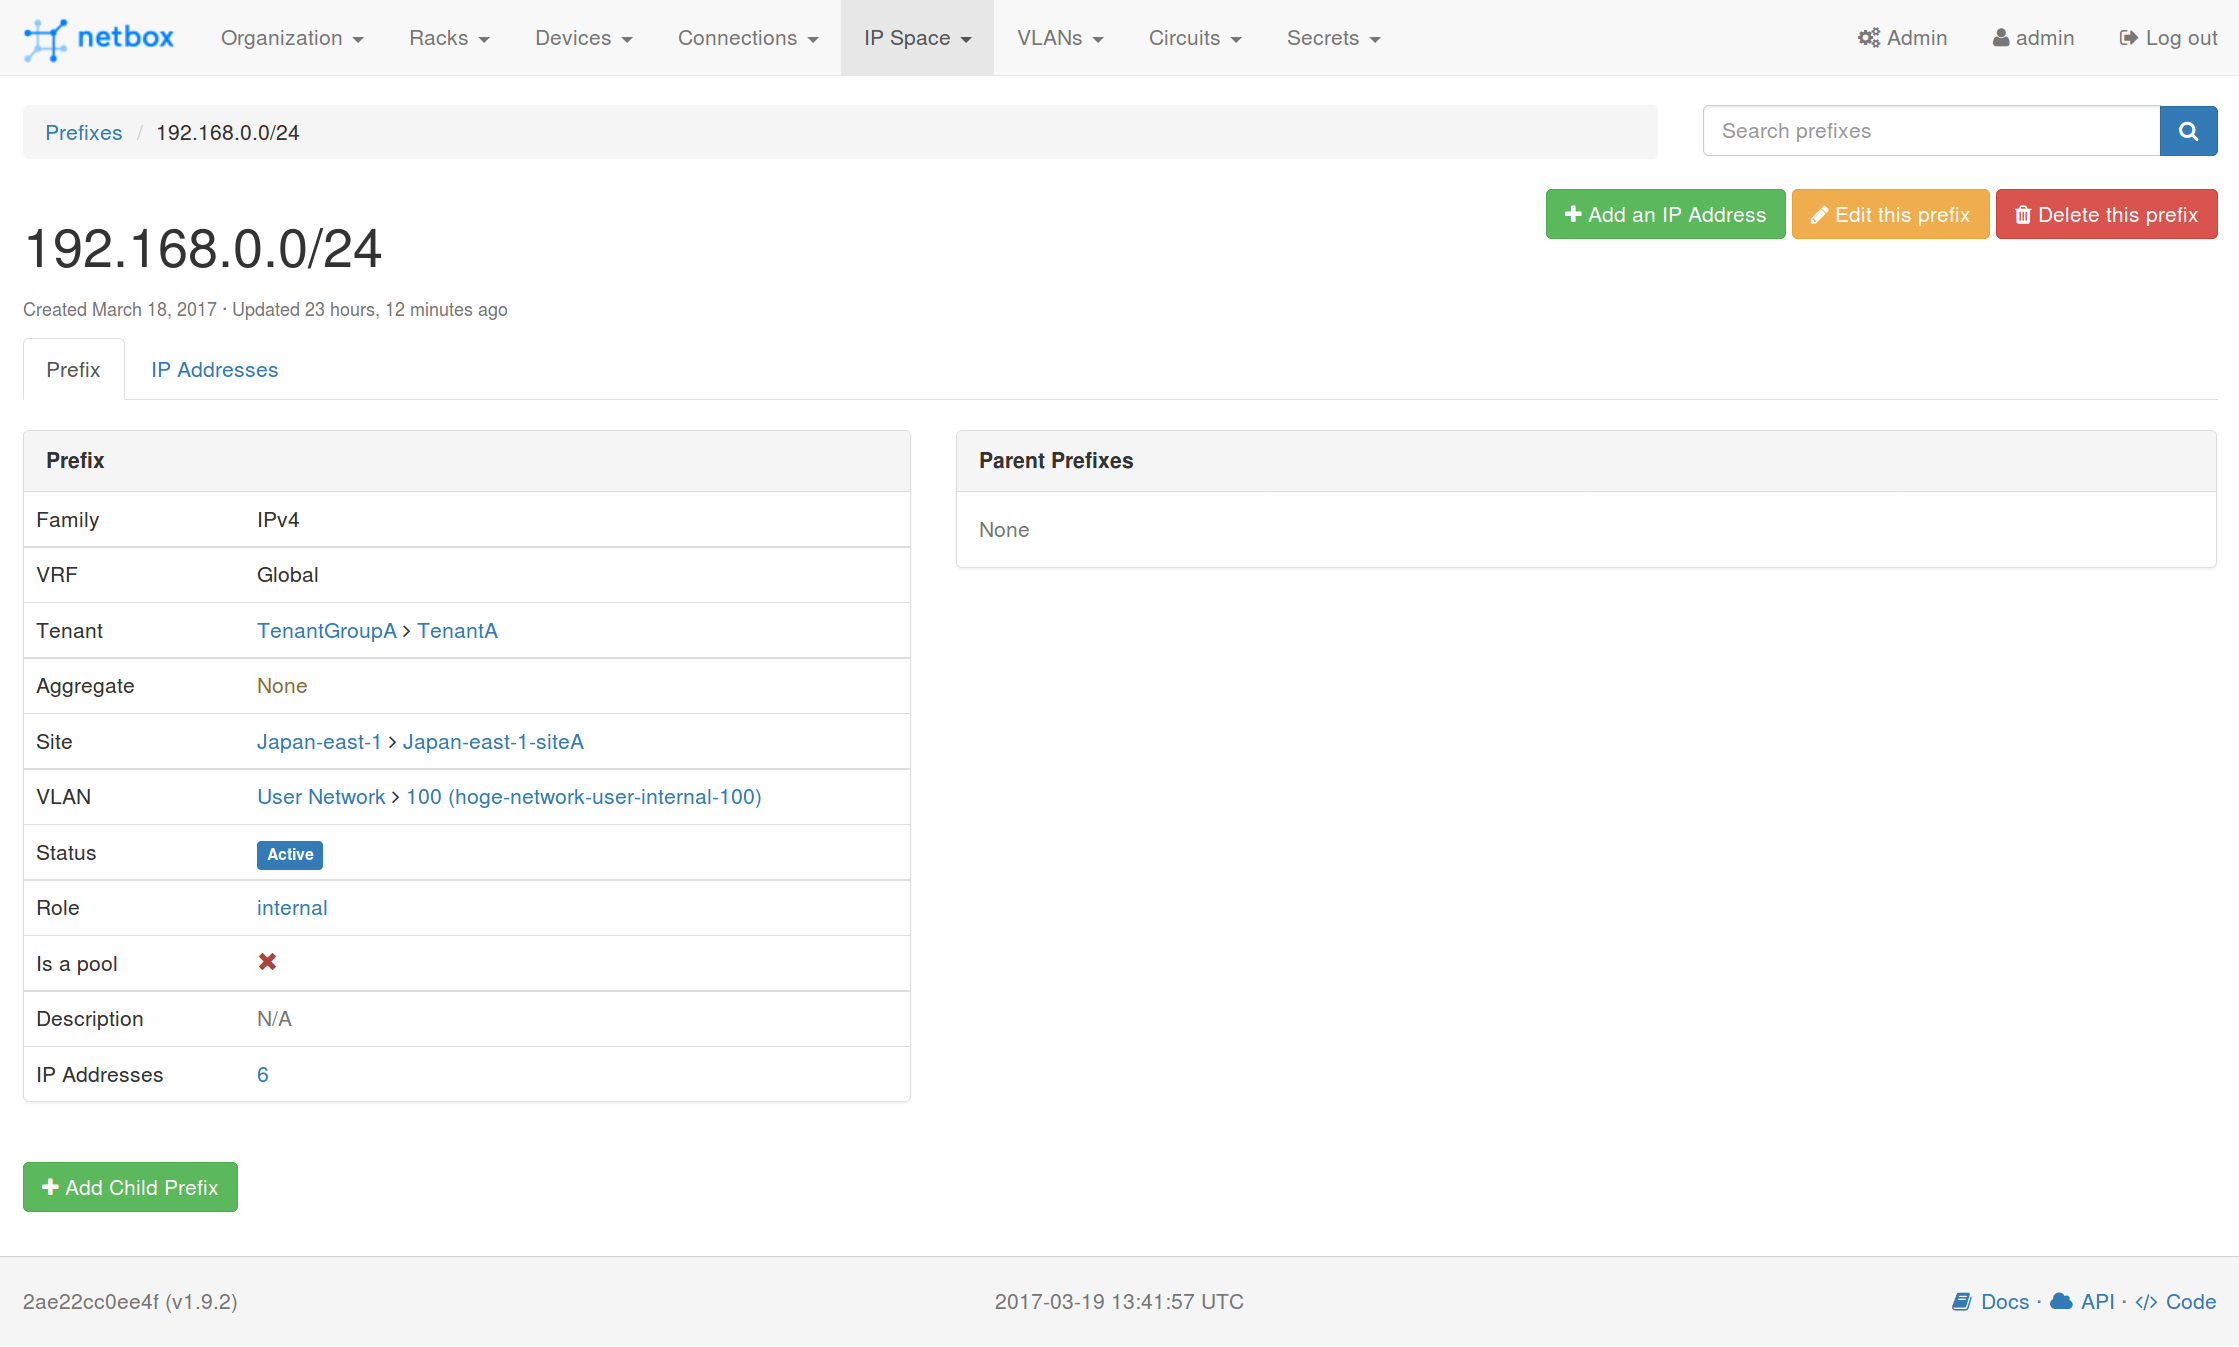 netbox Organization Racks Devices Connections IP Space VLANs Circuits Secrets Admin admin Log out
Prefixes / 192.168.0.0/24
Search prefixes
Add an IP Address Edit this prefix Delete this prefix
192.168.0.0/24
Created March 18, 2017 · Updated 23 hours, 12 minutes ago
Prefix IP Addresses
Prefix
Family IPv4
VRF Global
Tenant TenantGroupA > TenantA
Aggregate None
Site Japan-east-1 > Japan-east-1-siteA
VLAN User Network > 100 (hoge-network-user-internal-100)
Status Active
Role internal
Is a pool
Description N/A
IP Addresses 6
Parent Prefixes
None
Add Child Prefix
2ae22cc0ee4f (v1.9.2) 2017-03-19 13:41:57 UTC Docs · API · Code